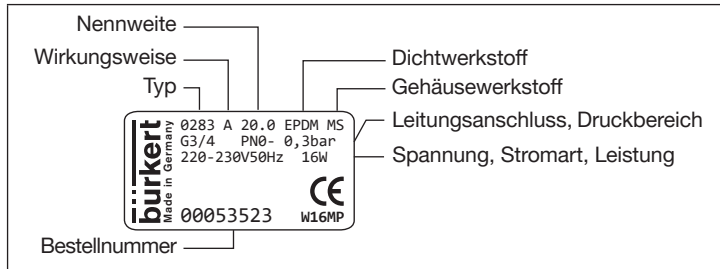 Nennweite
Wirkungsweise
Typ
Dichtwerkstoff
Gehäusewerkstoff
Leitungsanschluss, Druckbereich
Spannung, Stromart, Leistung
bürkert
Made in Germany
0283 A 20.0 EPDM MS
G3/4 PN0- 0,3bar
220-230V50Hz 16W
CE
00053523 W16MP
Bestellnummer